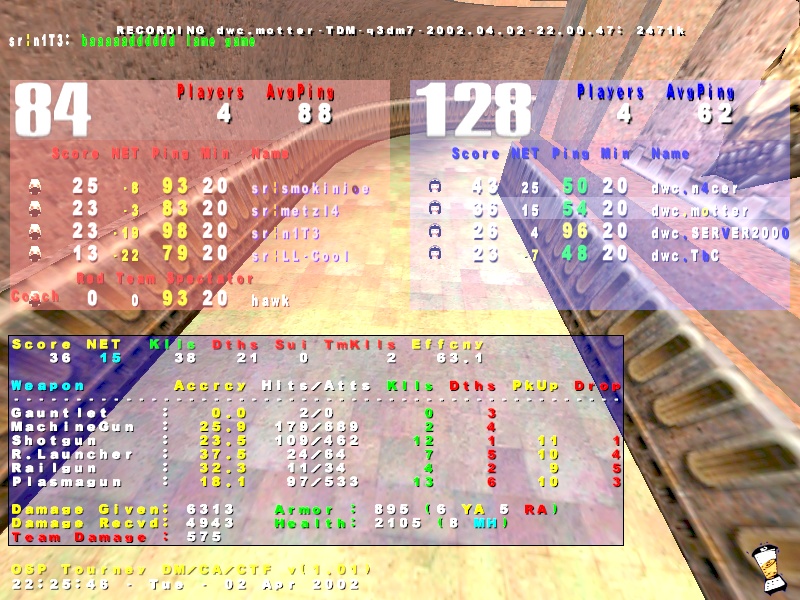 RECORDING dwc.motter-TDM-q3dm7-2002.04.02-22.00.47: 2471k
sr|n1T3: baaaaadddddd lame game
84 Players AvgPing
4 88
Score NET Ping Min Name
25 -8 93 20 sr|smokinjoe
23 -3 83 20 sr|metzl4
23 -19 98 20 sr|n1T3
13 -22 79 20 sr|LL-Cool
Red Team Spectator
Coach 0 0 93 20 hawk
128 Players AvgPing
4 62
Score NET Ping Min Name
43 25 50 20 dwc.n4cer
36 15 54 20 dwc.motter
26 4 96 20 dwc.SERVER2000
23 -7 48 20 dwc.TbC
Score NET Klls Dths Sui TmKlls Effcny
36 15 38 21 0 2 63.1
Weapon Accrcy Hits/Atts Klls Dths PkUp Drop
Gauntlet : 0.0 2/0 0 3
MachineGun : 25.9 179/689 2 4
Shotgun : 23.5 109/462 12 1 11 1
R.Launcher : 37.5 24/64 7 5 10 4
Railgun : 32.3 11/34 4 2 9 5
Plasmagun : 18.1 97/533 13 6 10 3
Damage Given: 6313 Armor : 895 (6 YA 5 RA)
Damage Recvd: 4943 Health: 2105 (8 MH)
Team Damage : 575
OSP Tourney DM/CA/CTF v(1.01)
22:25:46 - Tue - 02 Apr 2002